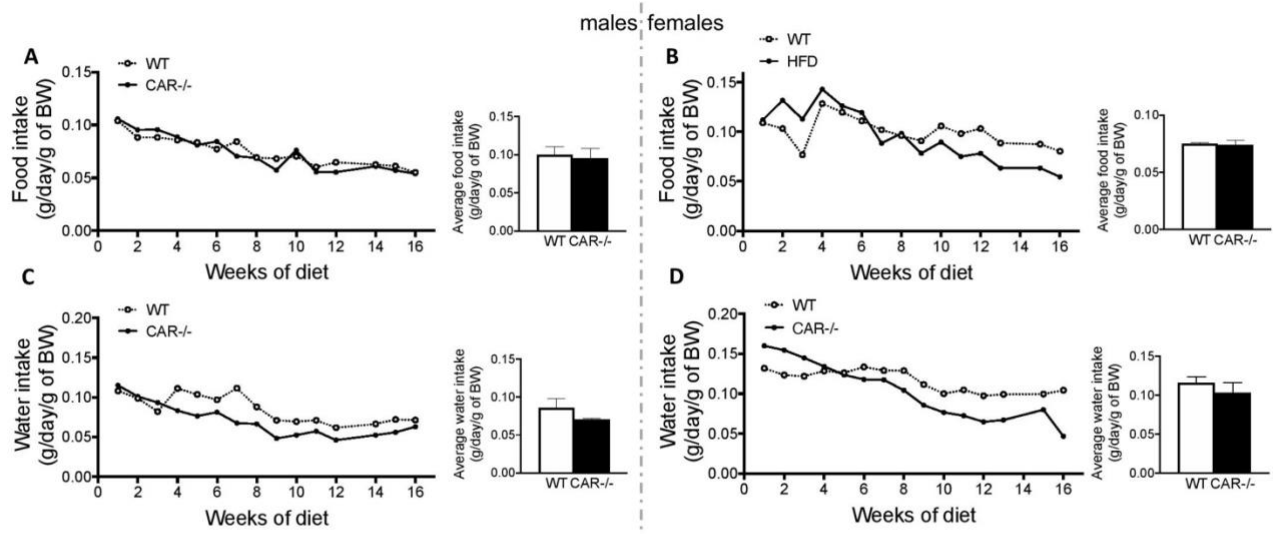 males females
A
WT
CAR-/-
Food intake
(g/day/g of BW)
0.15
0.10
0.05
0.00
0 2 4 6 8 10 12 14 16
Weeks of diet
Average food intake
(g/day/g of BW)
0.15
0.10
0.05
0.00
WT CAR-/-
B
WT
HFD
Food intake
(g/day/g of BW)
0.15
0.10
0.05
0.00
0 2 4 6 8 10 12 14 16
Weeks of diet
Average food intake
(g/day/g of BW)
0.10
0.05
0.00
WT CAR-/-
C
WT
CAR-/-
Water intake
(g/day/g of BW)
0.20
0.15
0.10
0.05
0.00
0 2 4 6 8 10 12 14 16
Weeks of diet
Average water intake
(g/day/g of BW)
0.15
0.10
0.05
0.00
WT CAR-/-
D
WT
CAR-/-
Water intake
(g/day/g of BW)
0.20
0.15
0.10
0.05
0.00
0 2 4 6 8 10 12 14 16
Weeks of diet
Average water intake
(g/day/g of BW)
0.15
0.10
0.05
0.00
WT CAR-/-